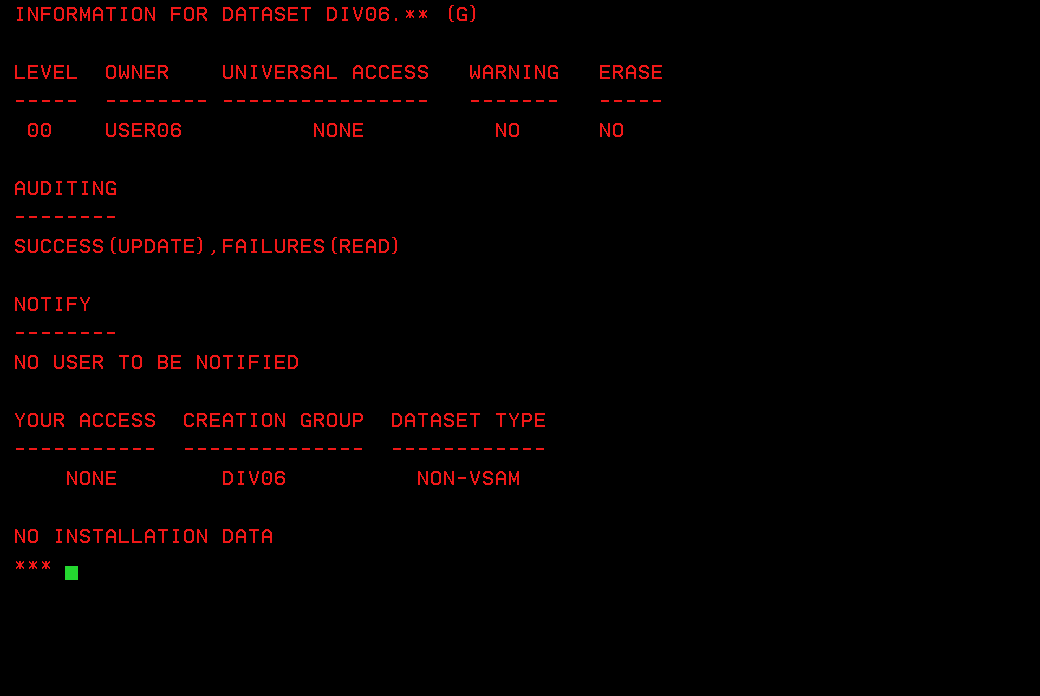 INFORMATION FOR DATASET DIV06.** (G)
LEVEL  OWNER    UNIVERSAL ACCESS   WARNING   ERASE
-----  -------- ----------------   -------   -----
 00    USER06          NONE          NO      NO
AUDITING
--------
SUCCESS(UPDATE),FAILURES(READ)
NOTIFY
--------
NO USER TO BE NOTIFIED
YOUR ACCESS  CREATION GROUP  DATASET TYPE
-----------  --------------  ------------
    NONE        DIV06          NON-VSAM
NO INSTALLATION DATA
***